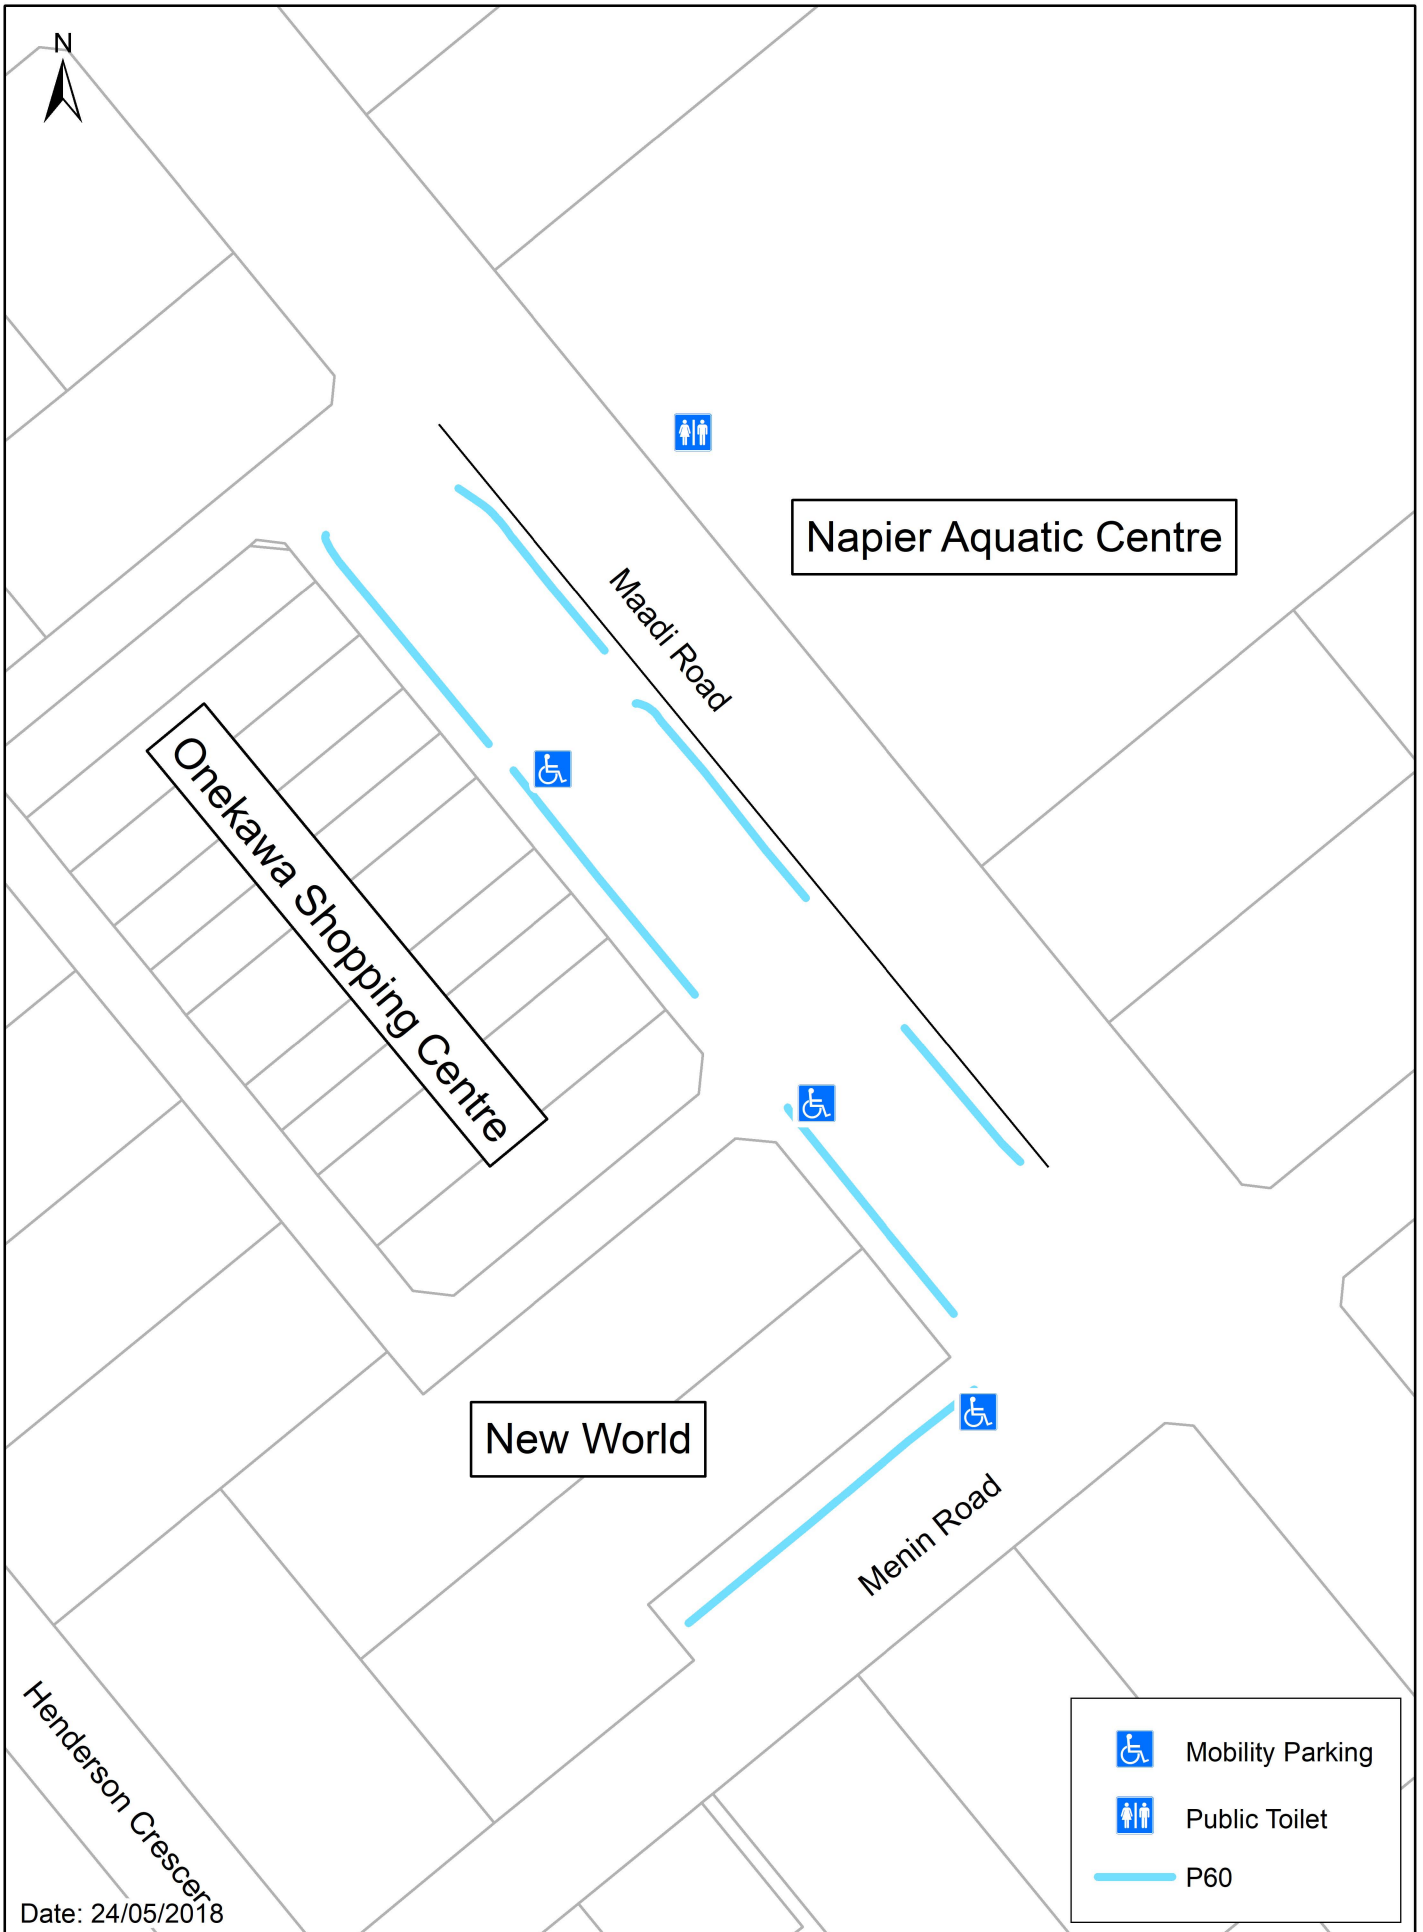 N
Napier Aquatic Centre
Maadi Road
Onekawa Shopping Centre
New World
Menin Road
Henderson Crescen
Mobility Parking
Public Toilet
P60
Date: 24/05/2018